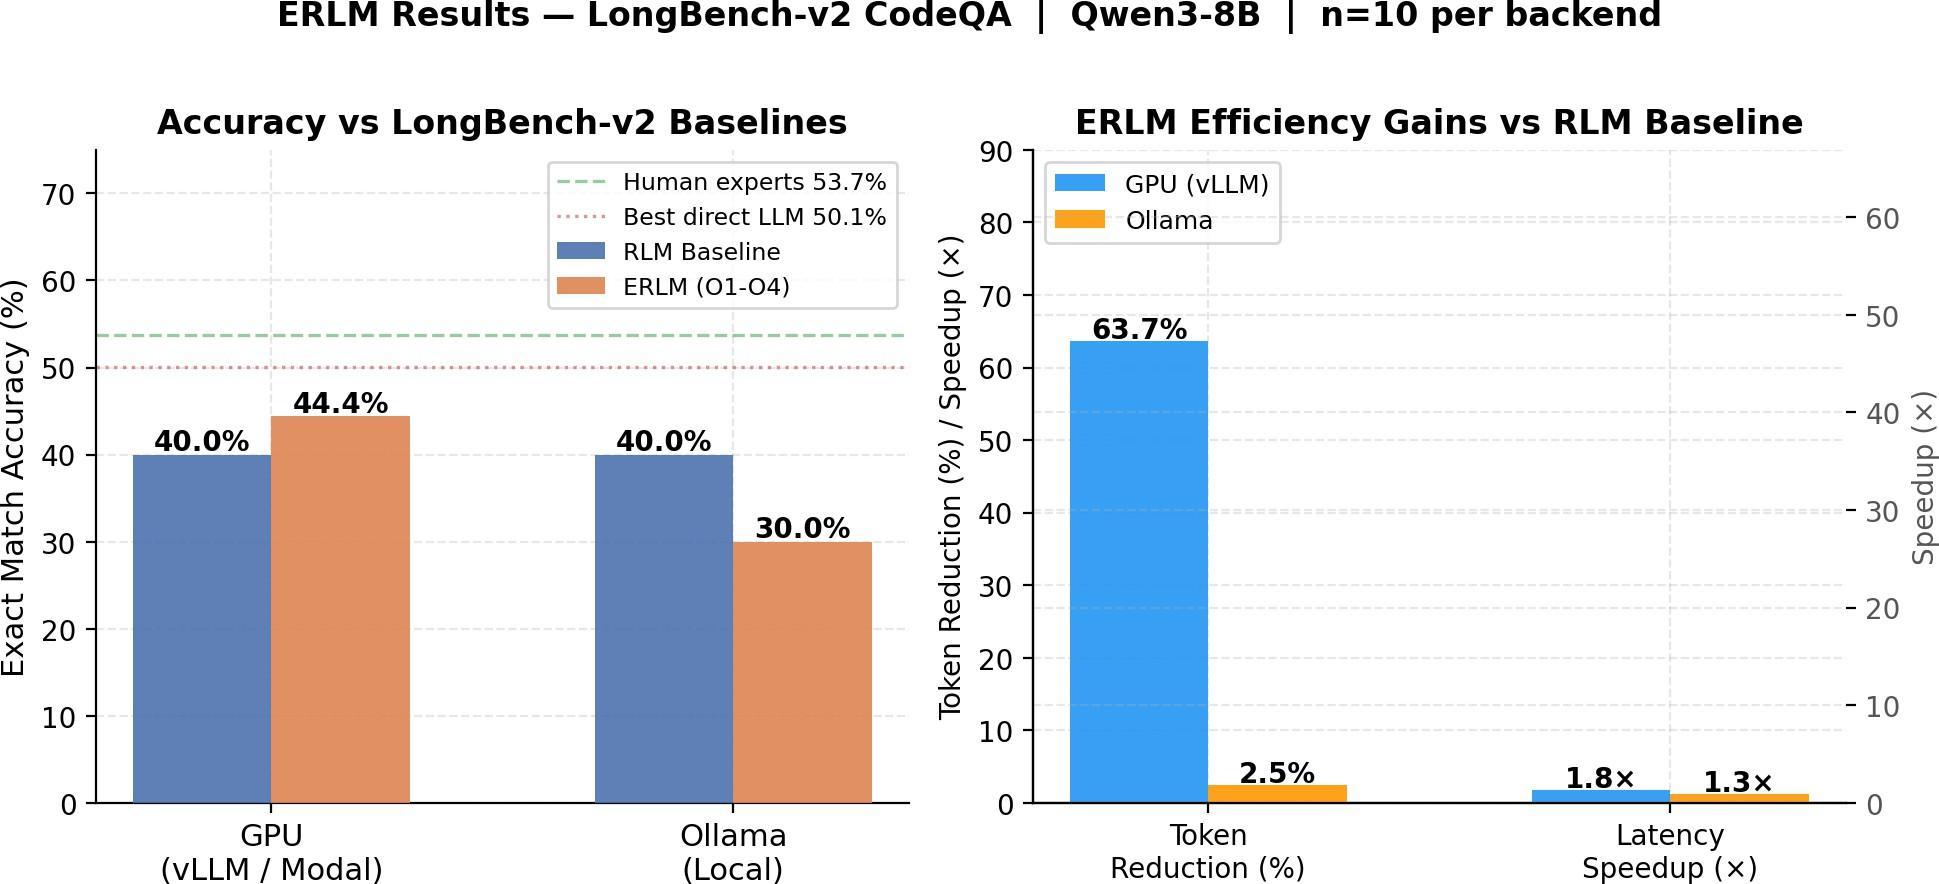 ERLM Results — LongBench-v2 CodeQA | Qwen3-8B | n=10 per backend
Accuracy vs LongBench-v2 Baselines
Exact Match Accuracy (%)
70
60
50
40
30
20
10
0
Human experts 53.7%
Best direct LLM 50.1%
RLM Baseline
ERLM (O1-O4)
40.0%
44.4%
40.0%
30.0%
GPU
(vLLM / Modal)
Ollama
(Local)
ERLM Efficiency Gains vs RLM Baseline
Token Reduction (%) / Speedup (×)
90
80
70
60
50
40
30
20
10
0
GPU (vLLM)
Ollama
63.7%
2.5%
1.8×
1.3×
Token
Reduction (%)
Latency
Speedup (×)
60
50
40
30
20
10
0
Speedup (×)